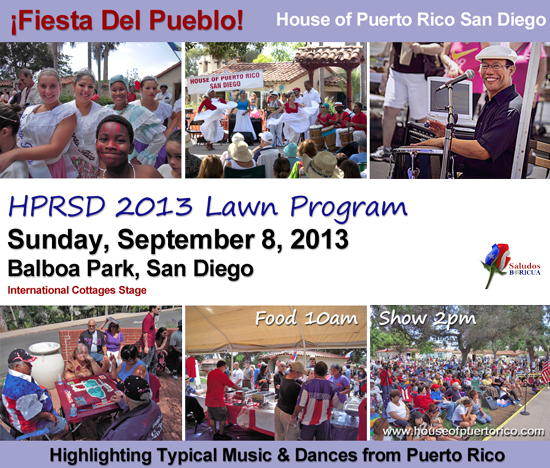 ¡Fiesta Del Pueblo!
House of Puerto Rico San Diego
HOUSE OF PUERTO RICO
SAN DIEGO
HPRSD 2013 Lawn Program
Sunday, September 8, 2013
Balboa Park, San Diego
International Cottages Stage
Saludos
BORICUA
Food 10am
Show 2pm
www.houseofpuertorico.com
Highlighting Typical Music & Dances from Puerto Rico